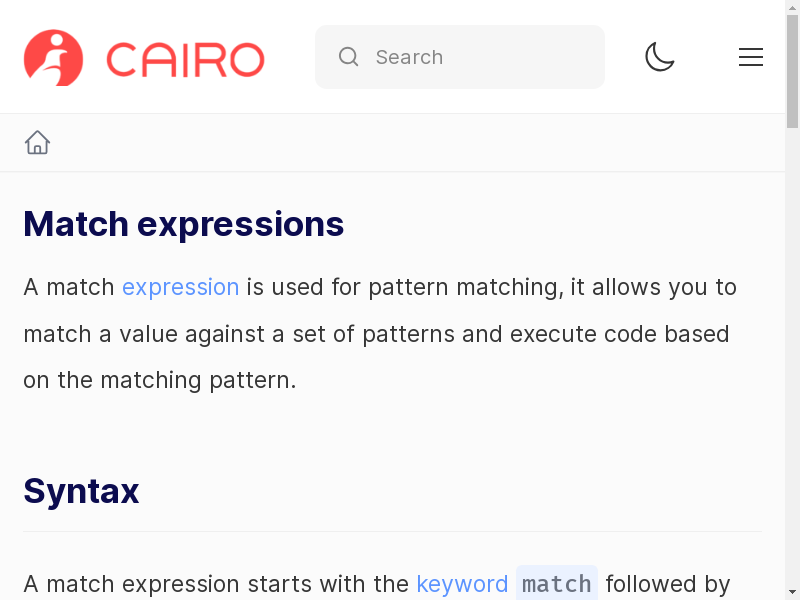 CAIRO
Search
Match expressions
A match expression is used for pattern matching, it allows you to
match a value against a set of patterns and execute code based
on the matching pattern.
Syntax
A match expression starts with the keyword match followed by